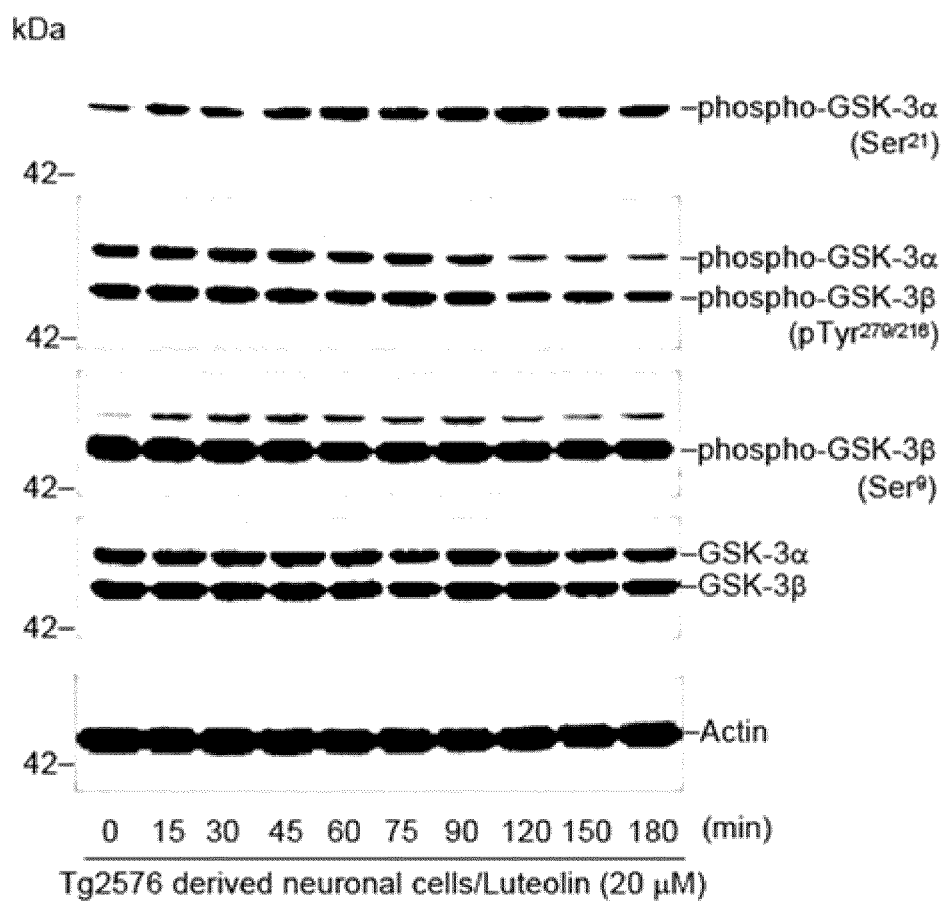 kDa
–phospho-GSK-3α
(Ser²¹)
42–
–phospho-GSK-3α
–phospho-GSK-3β
(pTyr²⁷⁹ᐟ²¹⁶)
42–
–phospho-GSK-3β
(Ser⁹)
42–
–GSK-3α
–GSK-3β
42–
–Actin
42–
0 15 30 45 60 75 90 120 150 180 (min)
Tg2576 derived neuronal cells/Luteolin (20 μM)